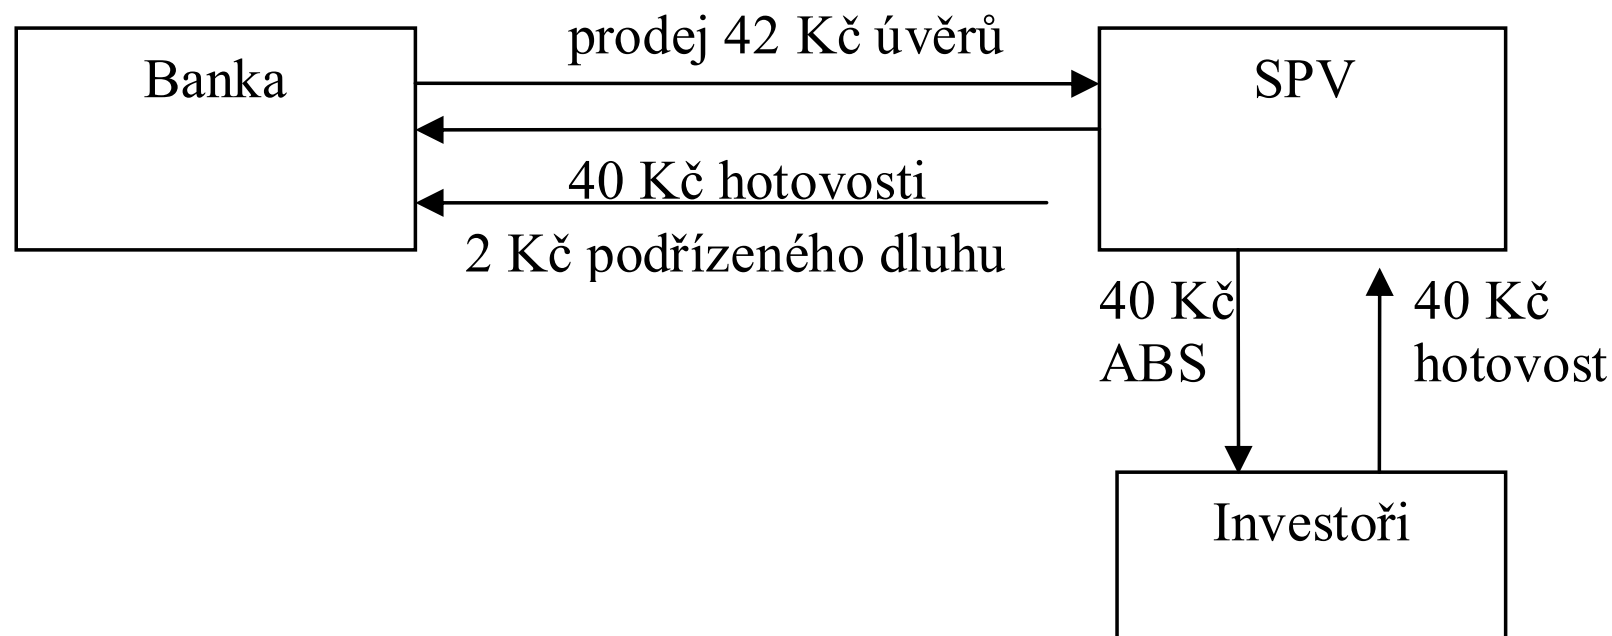 prodej 42 Kč úvěrů
Banka
SPV
40 Kč hotovosti
2 Kč podřízeného dluhu
40 Kč
ABS
40 Kč
hotovost
Investoři